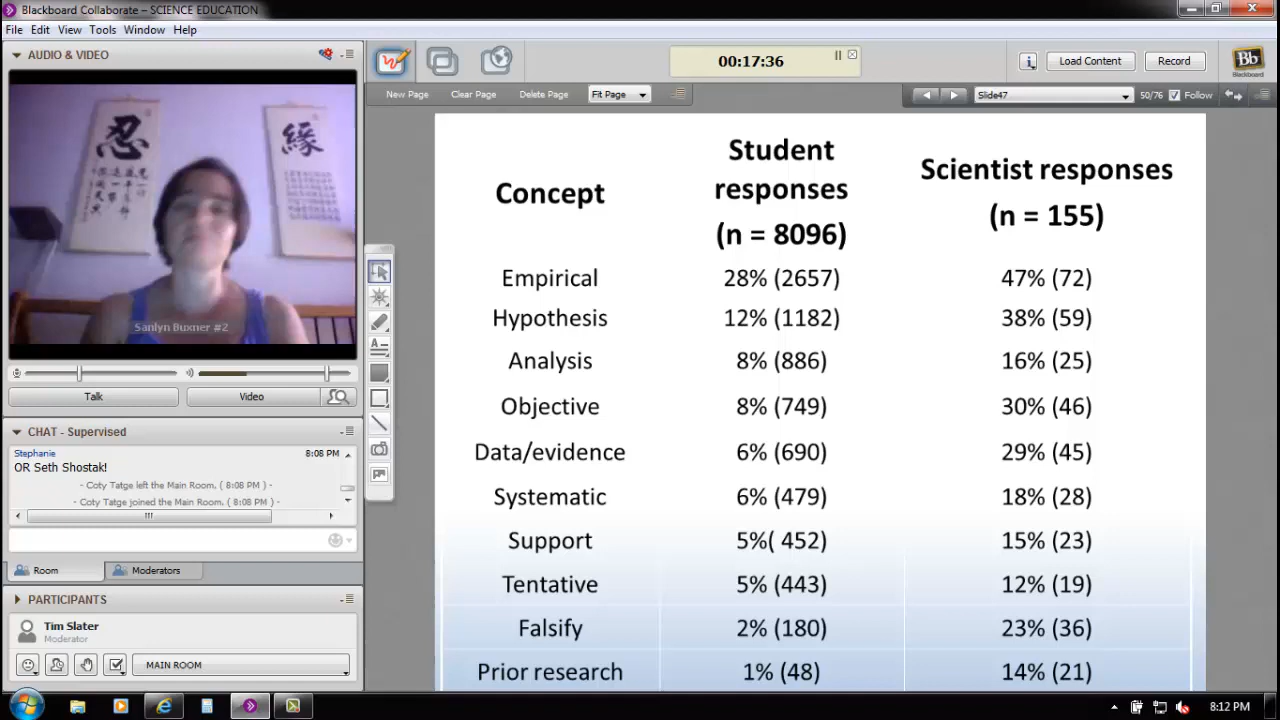 Blackboard Collaborate - SCIENCE EDUCATION
File Edit View Tools Window Help
AUDIO & VIDEO
忍
緣
Sanlyn Buxner #2
Talk
Video
CHAT - Supervised
Stephanie 8:08 PM
OR Seth Shostak!
- Coty Tatge left the Main Room. ( 8:08 PM ) -
- Coty Tatge joined the Main Room. ( 8:08 PM ) -
Room
Moderators
PARTICIPANTS
Tim Slater
Moderator
MAIN ROOM
00:17:36
Load Content
Record
Bb
Blackboard
New Page Clear Page Delete Page Fit Page
Slide47 50/76 Follow
Concept Student responses (n = 8096) Scientist responses (n = 155)
Empirical 28% (2657) 47% (72)
Hypothesis 12% (1182) 38% (59)
Analysis 8% (886) 16% (25)
Objective 8% (749) 30% (46)
Data/evidence 6% (690) 29% (45)
Systematic 6% (479) 18% (28)
Support 5%( 452) 15% (23)
Tentative 5% (443) 12% (19)
Falsify 2% (180) 23% (36)
Prior research 1% (48) 14% (21)
8:12 PM